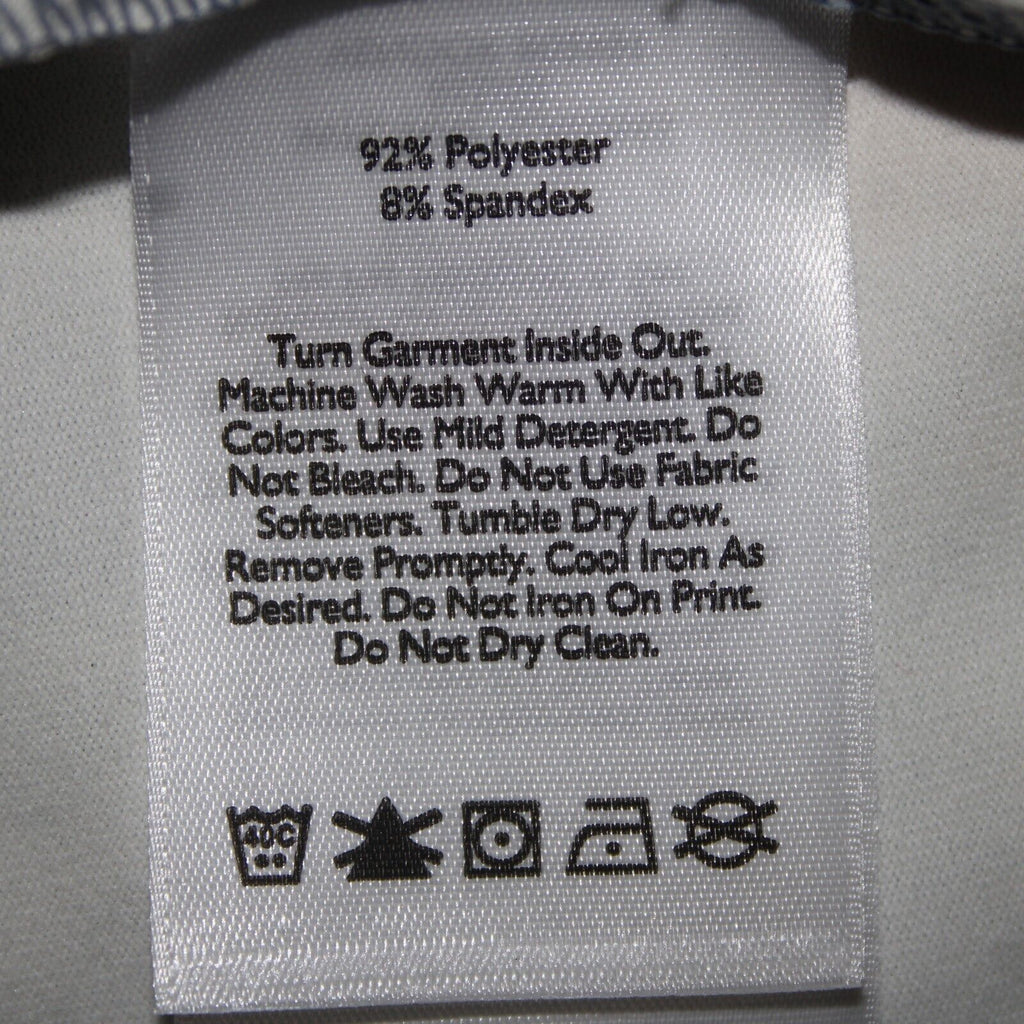 92% Polyester
8% Spandex
Turn Garment Inside Out.
Machine Wash Warm With Like
Colors. Use Mild Detergent. Do
Not Bleach. Do Not Use Fabric
Softeners. Tumble Dry Low.
Remove Promptly. Cool Iron As
Desired. Do Not Iron On Print.
Do Not Dry Clean.
40C